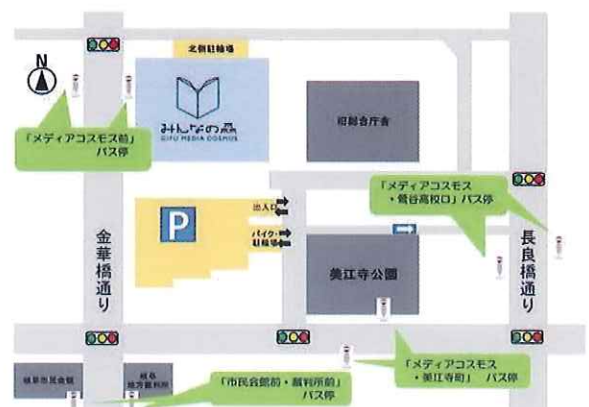 北側駐輪場
N
みんなの森
GIFU MEDIA COSMOS
旧総合庁舎
「メディアコスモス前」
バス停
「メディアコスモス
・鶯谷高校口」バス停
出入口
P
バイク・
駐輪場
金華橋通り
長良橋通り
美江寺公園
岐阜市民会館
岐阜
地方裁判所
「市民会館前・裁判所前」
バス停
「メディアコスモス
・美江寺町」 バス停